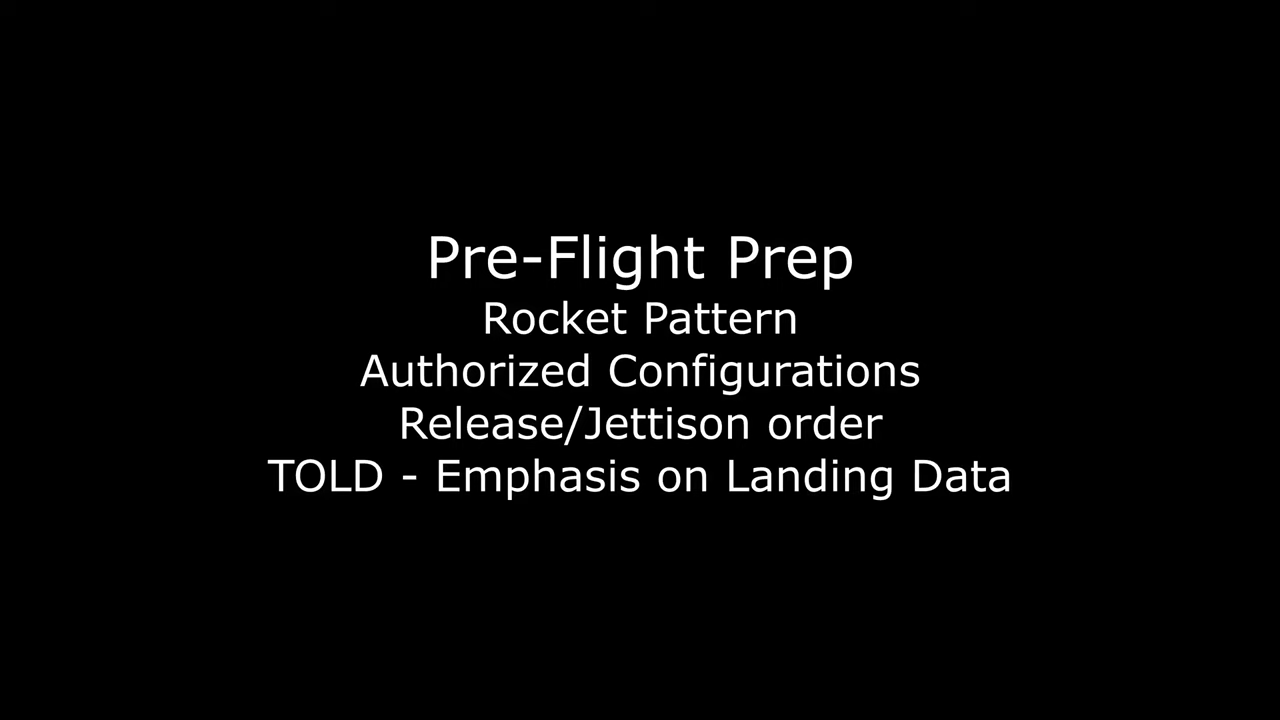 Pre-Flight Prep
Rocket Pattern
Authorized Configurations
Release/Jettison order
TOLD - Emphasis on Landing Data